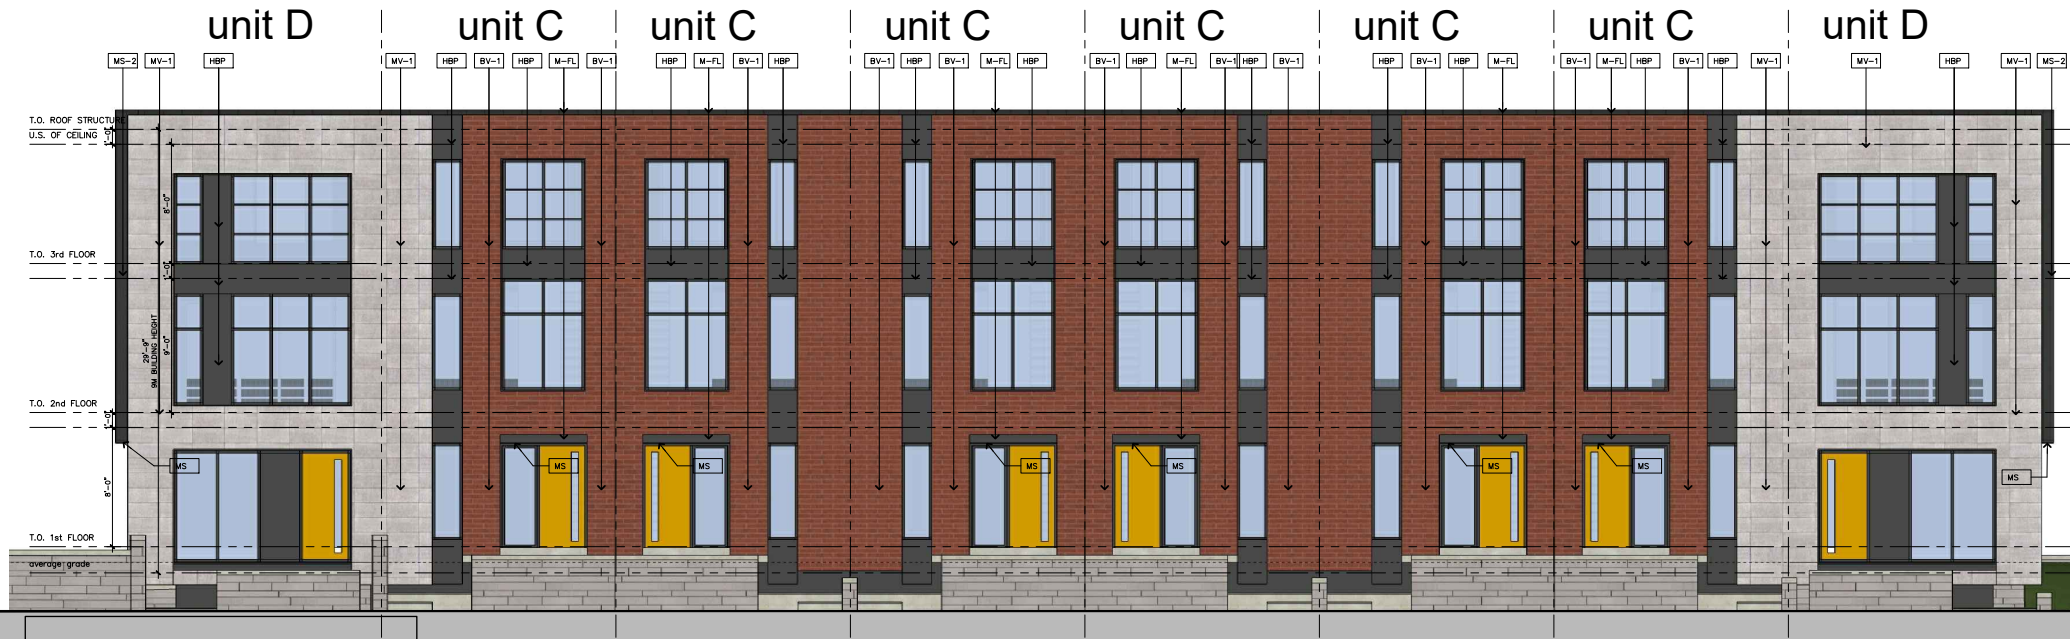 unit D unit C unit C unit C unit C unit C unit C unit D
MS-2 MV-1 HBP MV-1 HBP BV-1 HBP M-FL BV-1 HBP M-FL BV-1 HBP BV-1 BV-1 M-FL HBP BV-1 HBP M-FL BV-1 HBP BV-1 HBP BV-1 HBP M-FL BV-1 M-FL HBP BV-1 HBP MV-1 MV-1 HBP MV-1 MS-2
T.O. ROOF STRUCTURE
U.S. OF CEILING
1'-0"
8'-0"
T.O. 3rd FLOOR
1'-0"
29'-9"
9M BUILDING HEIGHT
9'-0"
T.O. 2nd FLOOR
1'-0"
MS MS MS MS MS MS MS MS
8'-0"
T.O. 1st FLOOR
average grade